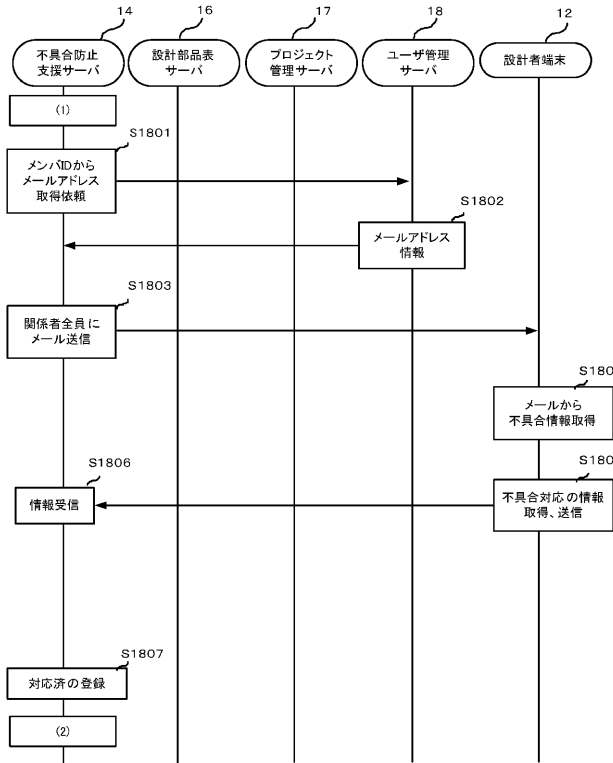 14
16
17
18
12
不具合防止
支援サーバ
設計部品表
サーバ
プロジェクト
管理サーバ
ユーザ管理
サーバ
設計者端末
(1)
S1801
メンバIDから
メールアドレス
取得依頼
S1802
メールアドレス
情報
S1803
関係者全員に
メール送信
S180
メールから
不具合情報取得
S1806
情報受信
S180
不具合対応の情報
取得、送信
S1807
対応済の登録
(2)